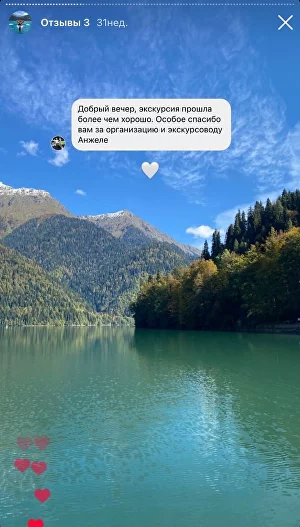 Отзывы 3 31нед.
Добрый вечер, экскурсия прошла
более чем хорошо. Особое спасибо
вам за организацию и экскурсоводу
Анжеле